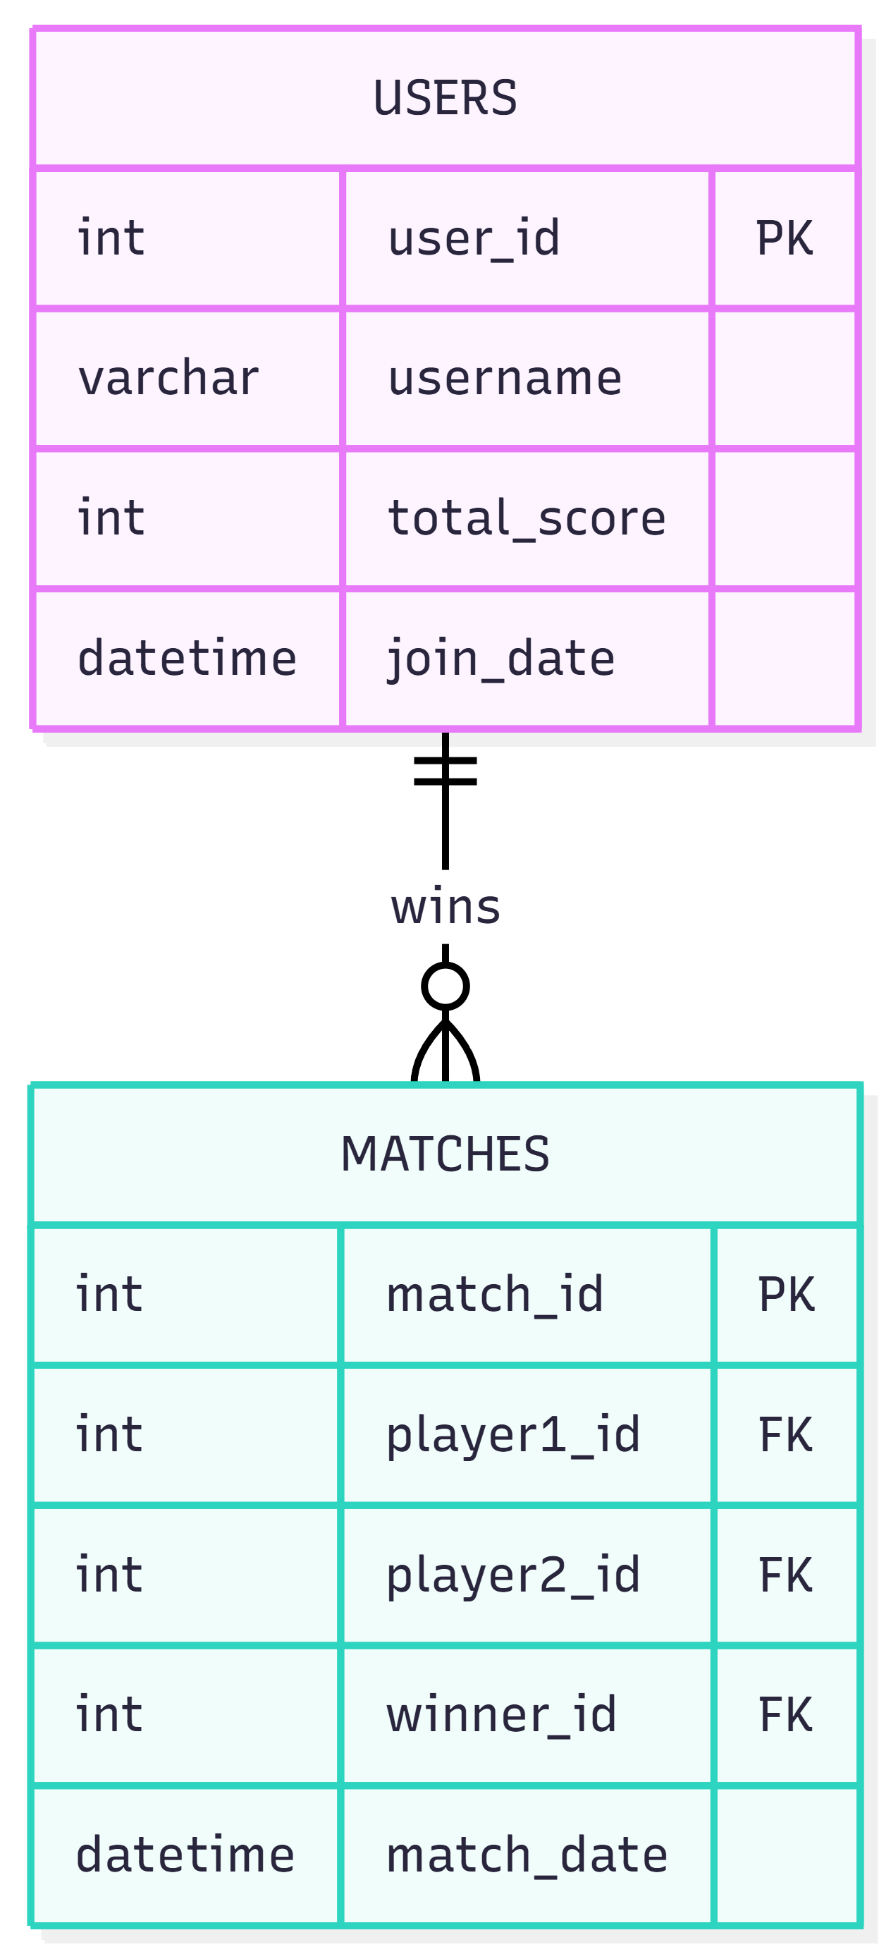 USERS
int user_id PK
varchar username
int total_score
datetime join_date
wins
MATCHES
int match_id PK
int player1_id FK
int player2_id FK
int winner_id FK
datetime match_date